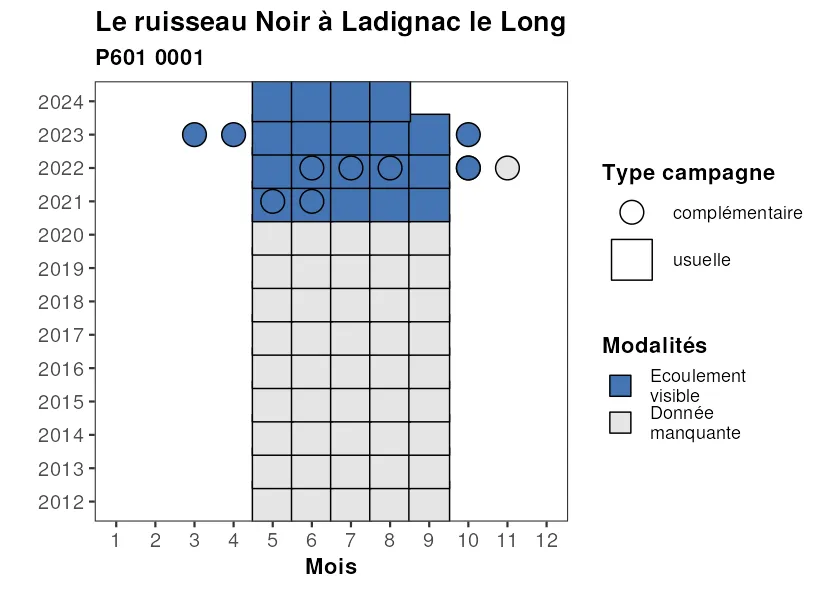 Le ruisseau Noir à Ladignac le Long
P601 0001
2024
2023
2022
2021
2020
2019
2018
2017
2016
2015
2014
2013
2012
1 2 3 4 5 6 7 8 9 10 11 12
Mois
Type campagne
complémentaire
usuelle
Modalités
Ecoulement
visible
Donnée
manquante